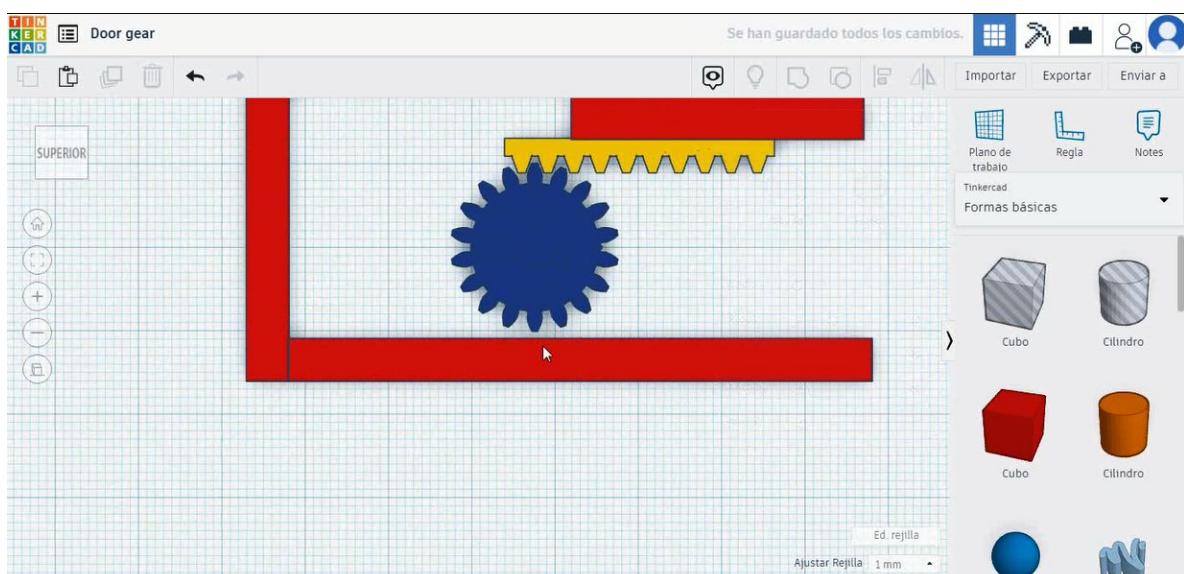 TIN
KER
CAD
Door gear
Se han guardado todos los cambios.
Importar
Exportar
Enviar a
SUPERIOR
Plano de
trabajo
Regla
Notes
Tinkercad
Formas básicas
Cubo
Cilindro
Cubo
Cilindro
Ed. rejilla
Ajustar Rejilla
1 mm